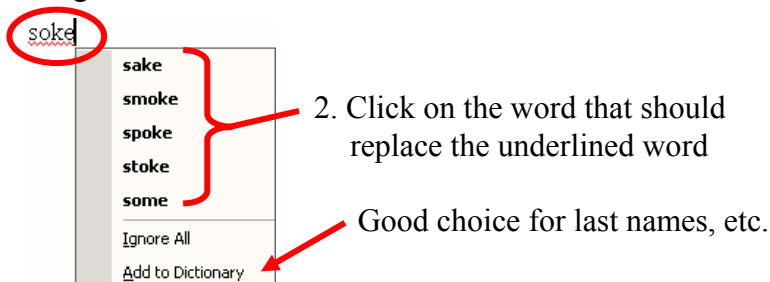 soke
sake
smoke
spoke
stoke
some
2. Click on the word that should
replace the underlined word
Ignore All
Good choice for last names, etc.
Add to Dictionary